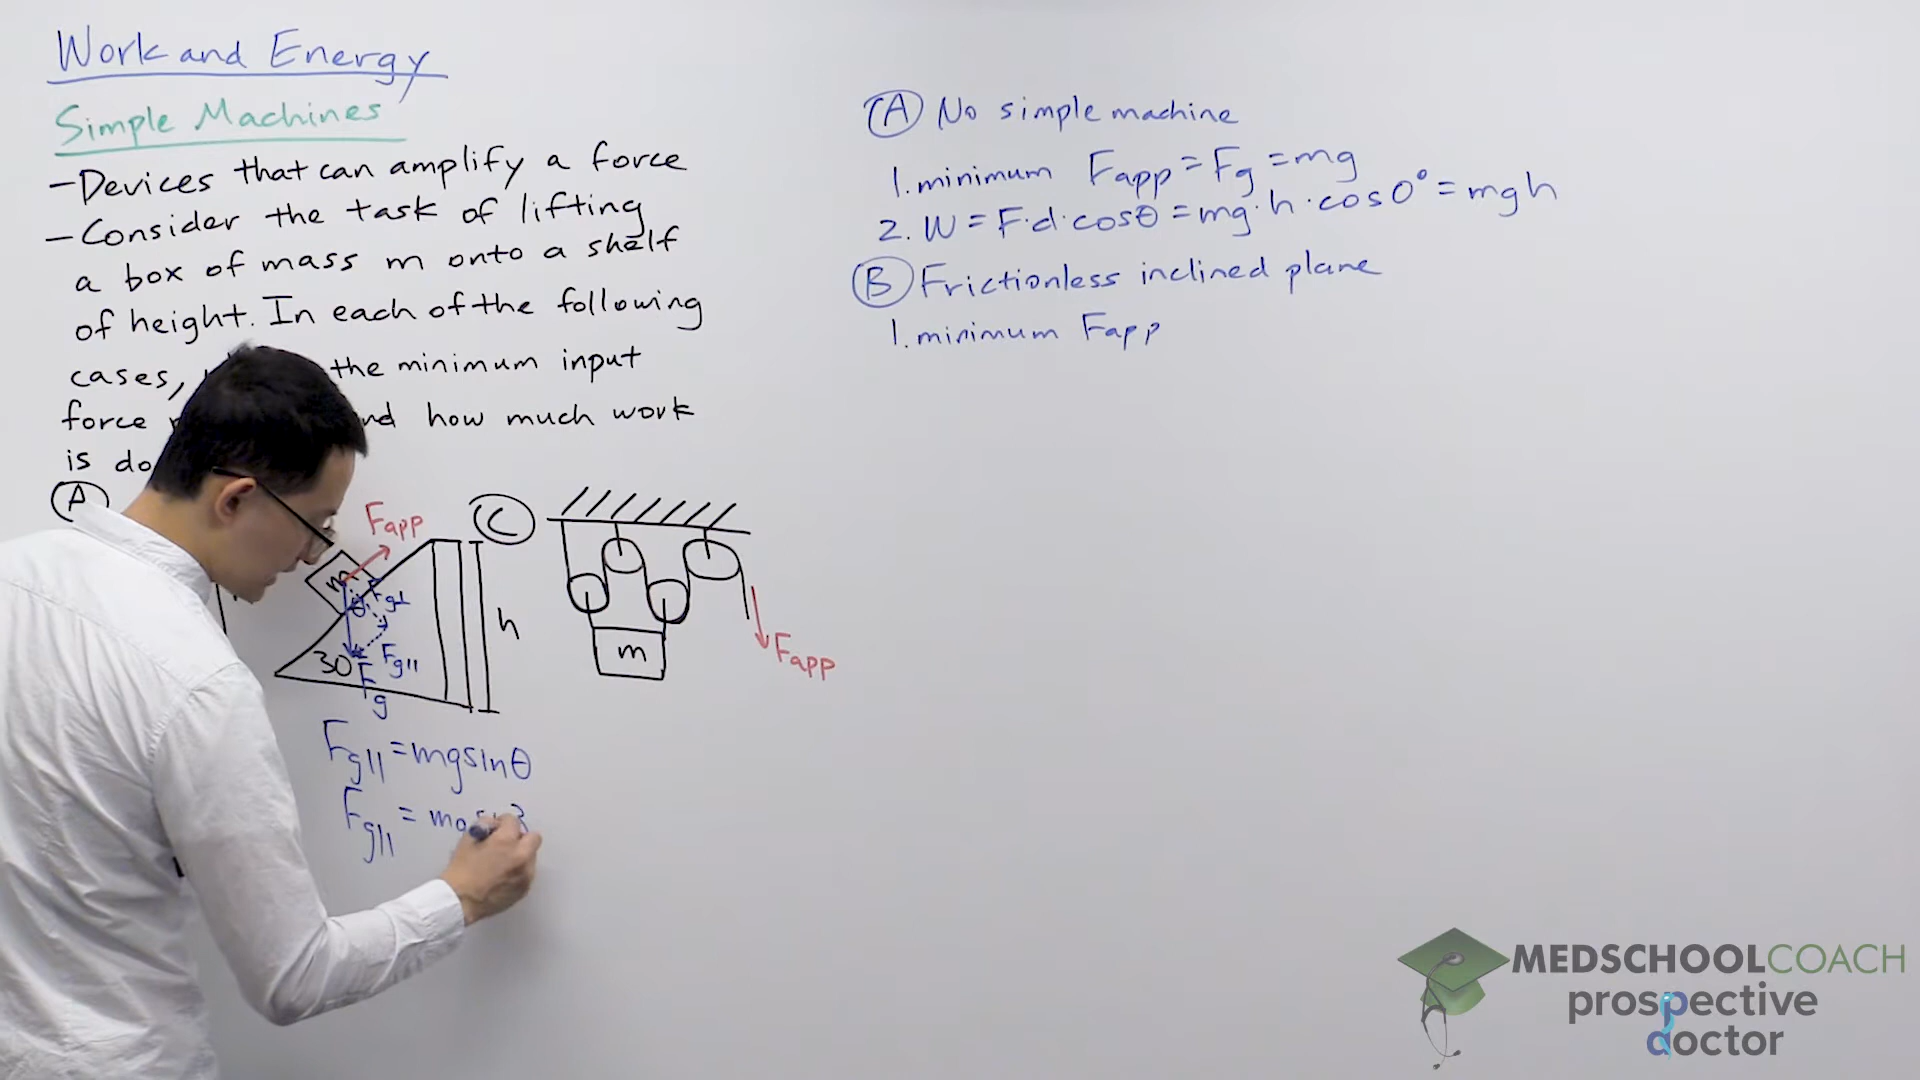 Work and Energy
Simple Machines
- Devices that can amplify a force
- Consider the task of lifting
a box of mass m onto a shelf
of height. In each of the following
cases, the minimum input
force and how much work
is do
A
Fapp
C
m
θ
Fg⊥
h
30
Fg||
Fg
m
Fapp
Fg|| = mgsinθ
Fg|| = mgsin3
A No simple machine
1. minimum Fapp = Fg = mg
2. W = F·d·cosθ = mg·h·cos0° = mgh
B Frictionless inclined plane
1. minimum Fapp
MEDSCHOOLCOACH
prospective
doctor